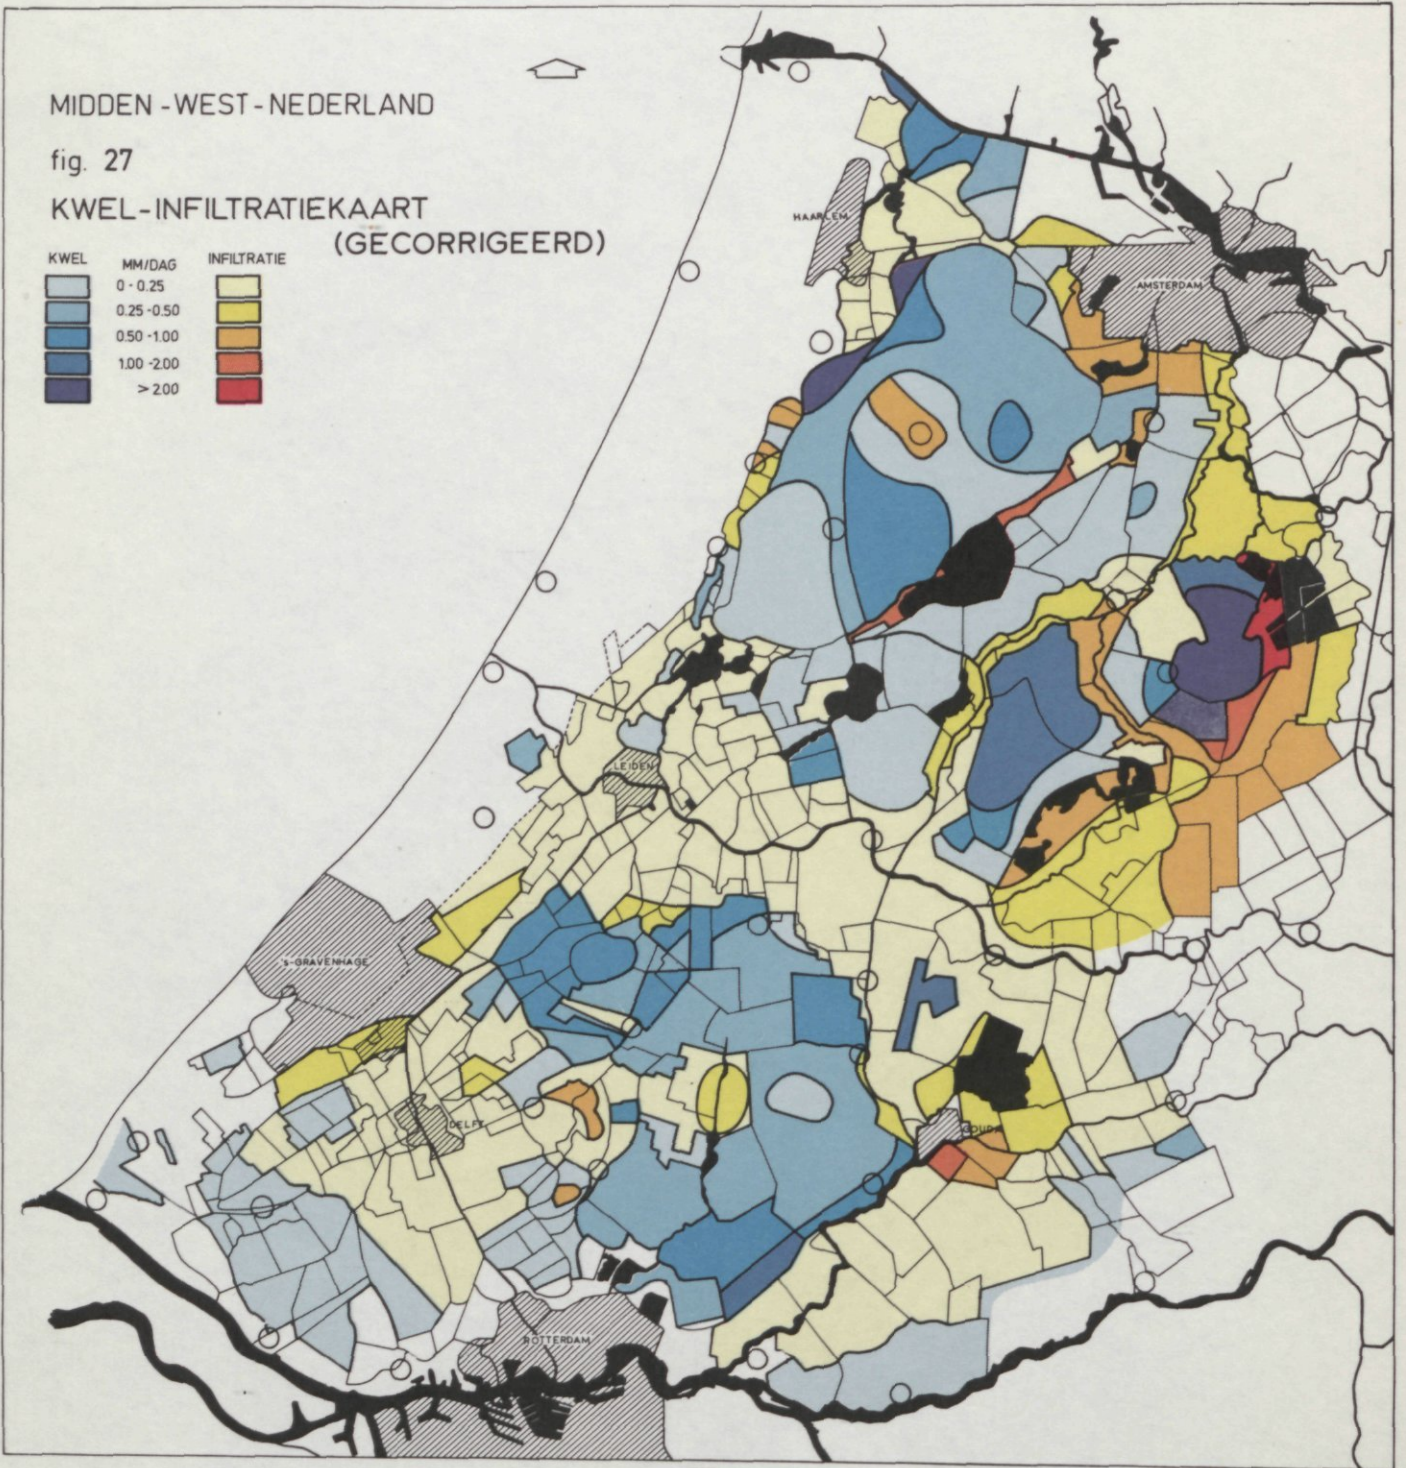 MIDDEN-WEST-NEDERLAND
fig. 27
KWEL-INFILTRATIEKAART
(GECORRIGEERD)
KWEL MM/DAG INFILTRATIE
0-0.25
0.25-0.50
0.50-1.00
1.00-2.00
>2.00
HAARLEM
AMSTERDAM
LEIDEN
's-GRAVENHAGE
DELFT
GOUDA
ROTTERDAM